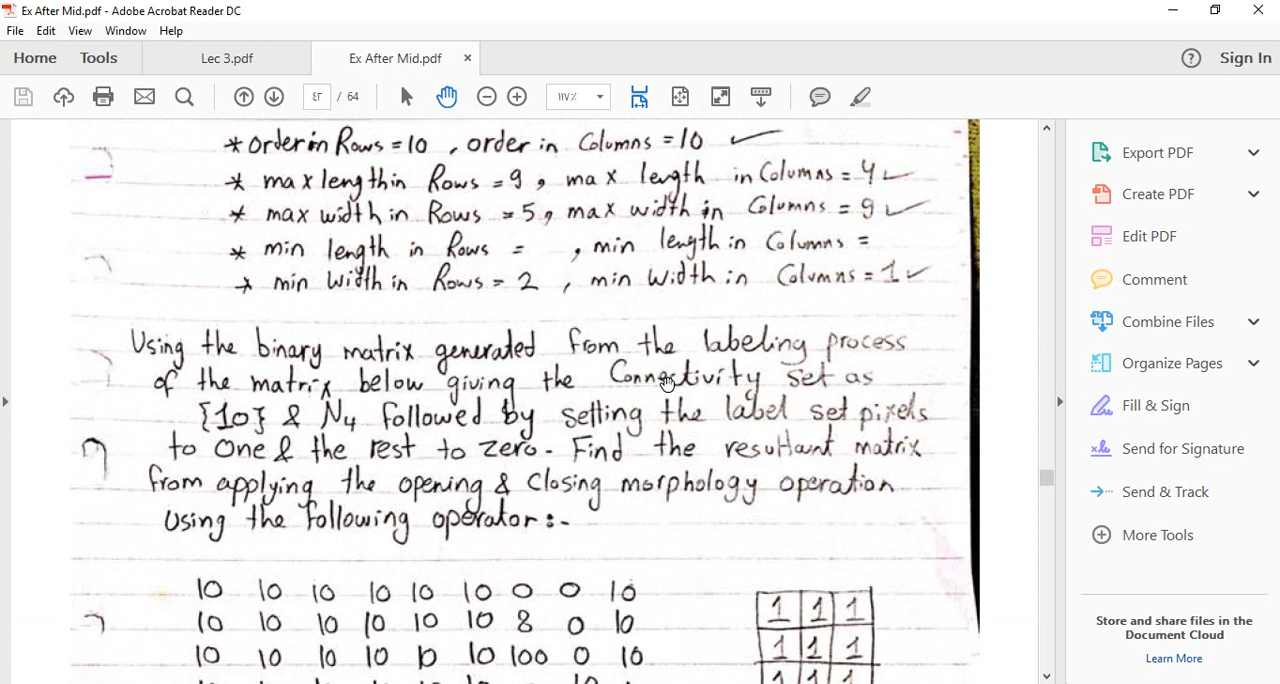 Ex After Mid.pdf - Adobe Acrobat Reader DC
File Edit View Window Help
Home Tools Lec 3.pdf Ex After Mid.pdf × ? Sign In
٤٣ / 64 ١١٧٪
* order in Rows = 10 , order in Columns = 10 ✓
* max length in Rows = 9 , max length in Columns = 4 ✓
* max width in Rows = 5 , max width in Columns = 9 ✓
* min length in Rows = , min length in Columns =
* min width in Rows = 2 , min width in Columns = 1 ✓
Using the binary matrix generated from the labeling process
of the matrix below giving the Connectivity set as
{10} & N4 followed by setting the label set pixels
to One & the rest to zero. Find the resultant matrix
from applying the opening & closing morphology operation
Using the following operator:-
10 10 10 10 10 10 0 0 10
10 10 10 10 10 10 8 0 10
10 10 10 10 10 10 100 0 10
1 1 1
1 1 1
1 1 1
Export PDF
Create PDF
Edit PDF
Comment
Combine Files
Organize Pages
Fill & Sign
Send for Signature
Send & Track
More Tools
Store and share files in the
Document Cloud
Learn More